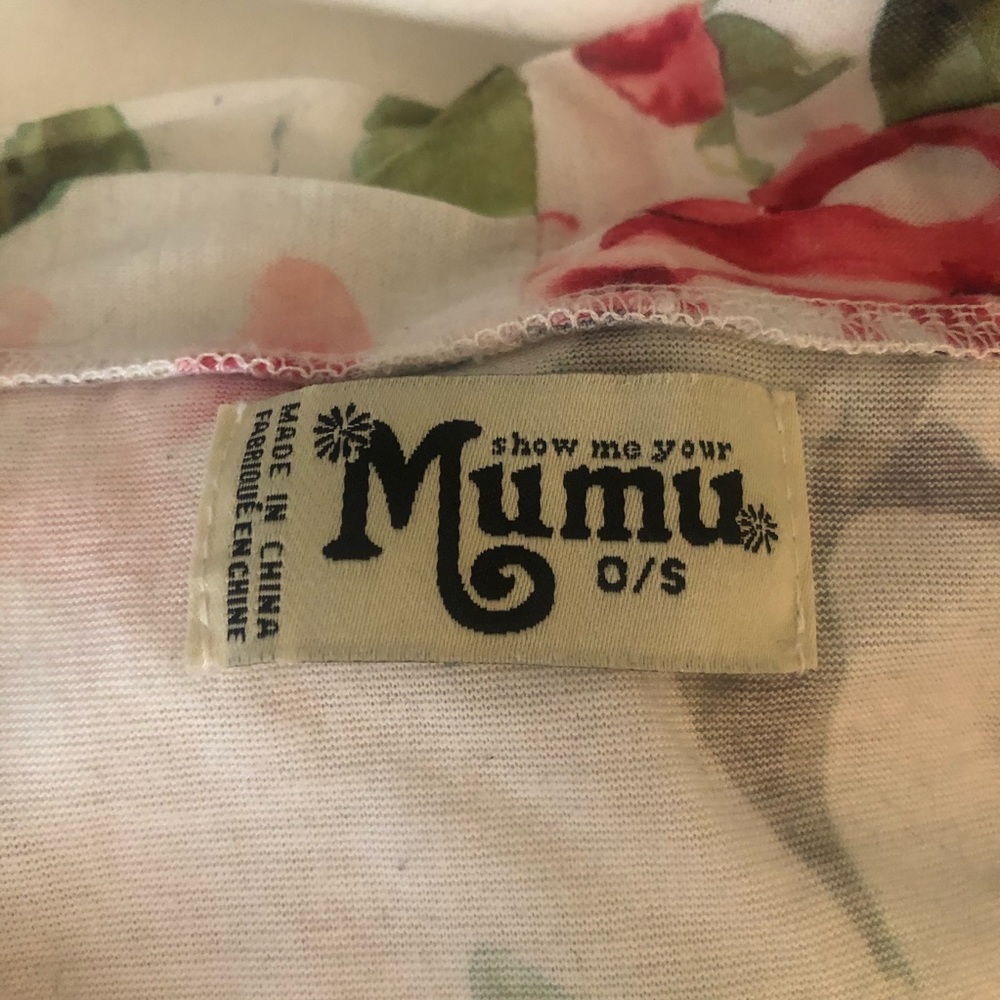 MADE IN CHINA
FABRIQUÉ EN CHINE
show me your
Mumu
O/S